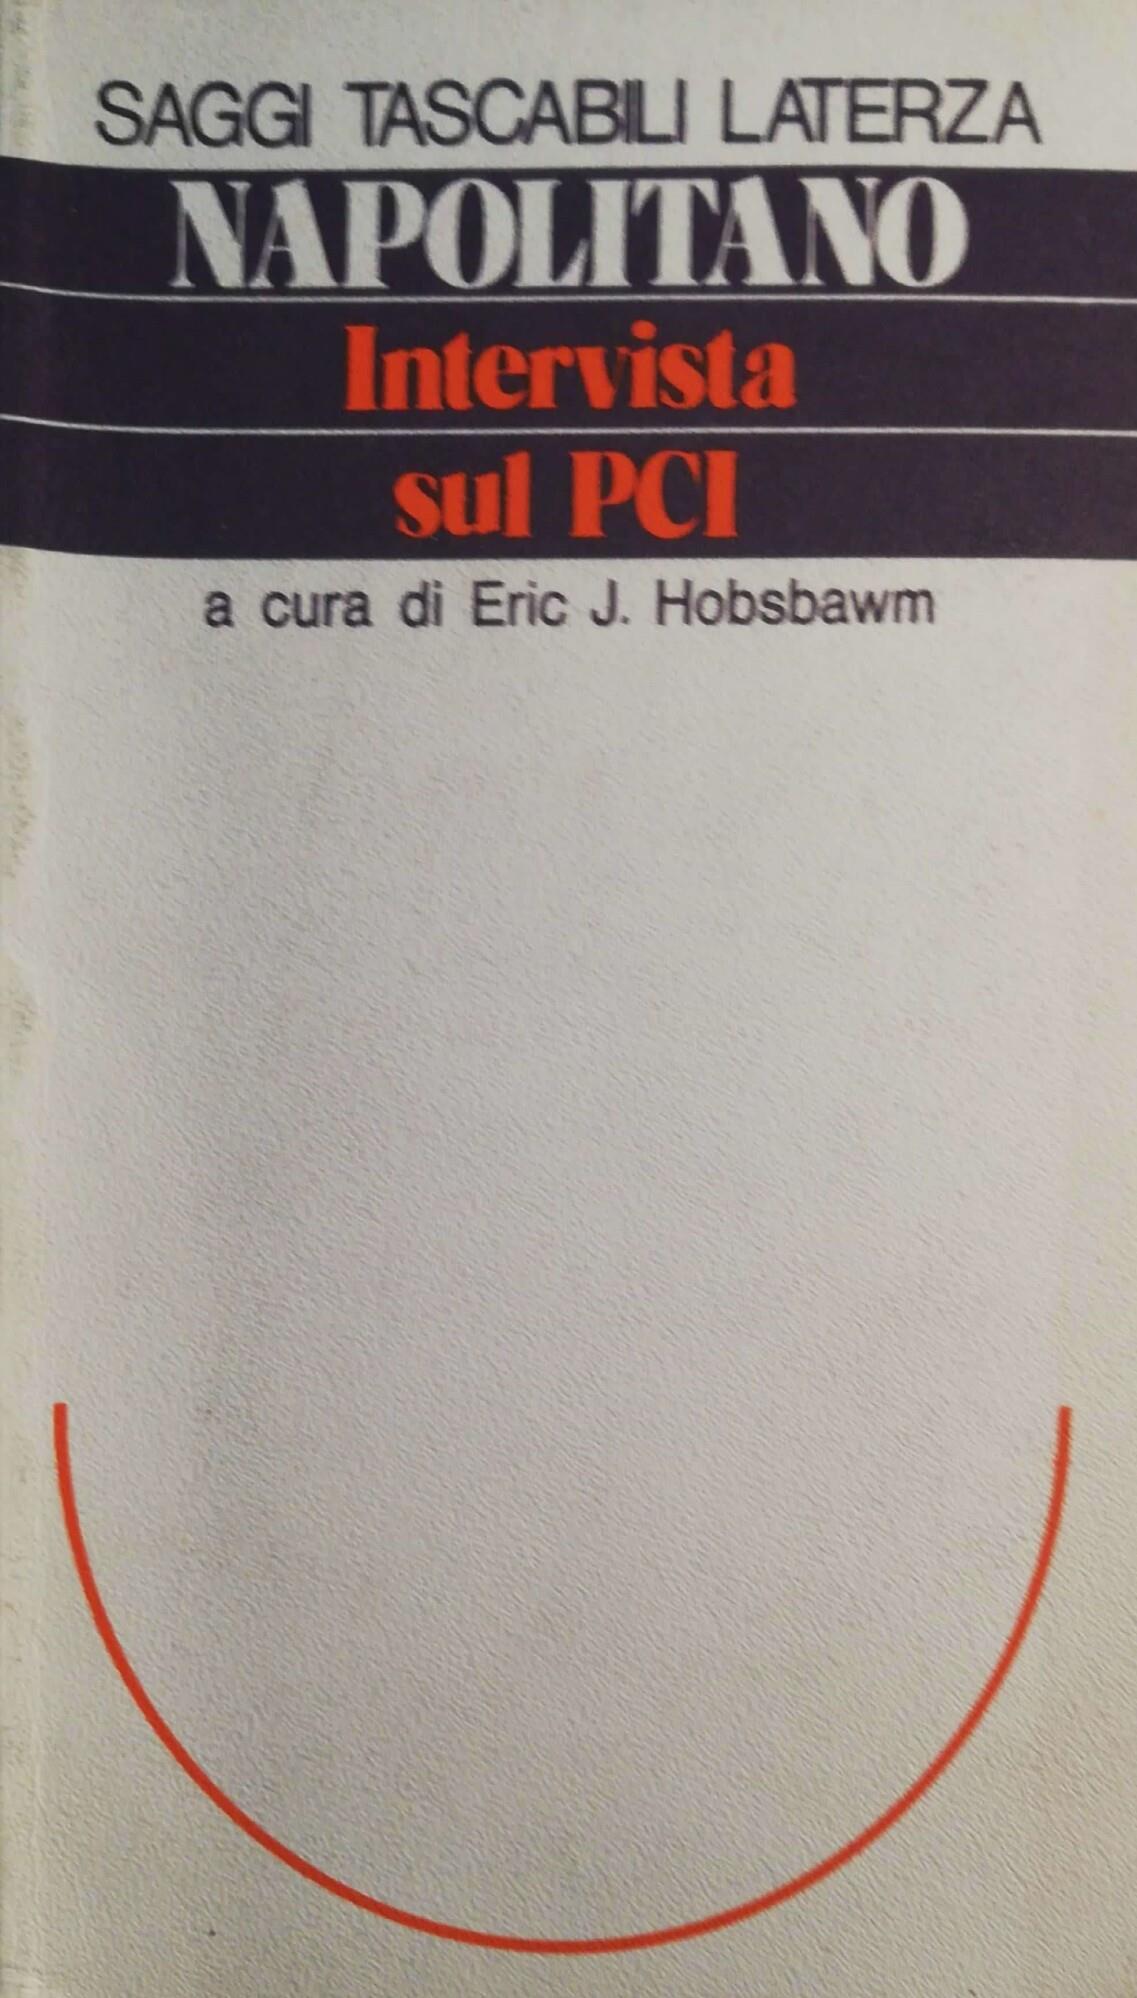 SAGGI TASCABILI LATERZA
NAPOLITANO
Intervista
sul PCI
a cura di Eric J. Hobsbawm